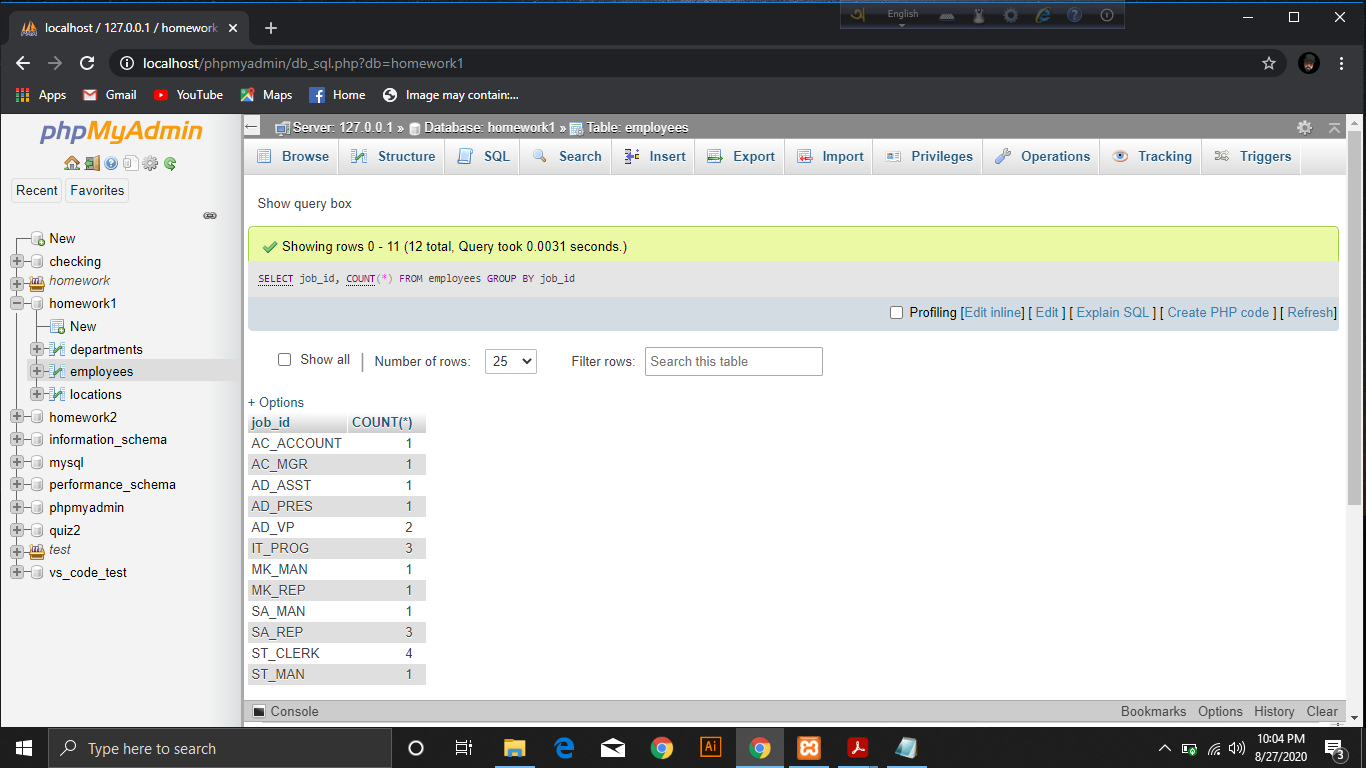 English
localhost / 127.0.0.1 / homework
localhost/phpmyadmin/db_sql.php?db=homework1
Apps Gmail YouTube Maps Home Image may contain:...
phpMyAdmin
Recent Favorites
New
checking
homework
homework1
New
departments
employees
locations
homework2
information_schema
mysql
performance_schema
phpmyadmin
quiz2
test
vs_code_test
Server: 127.0.0.1 » Database: homework1 » Table: employees
Browse Structure SQL Search Insert Export Import Privileges Operations Tracking Triggers
Show query box
Showing rows 0 - 11 (12 total, Query took 0.0031 seconds.)
SELECT job_id, COUNT(*) FROM employees GROUP BY job_id
Profiling [Edit inline] [ Edit ] [ Explain SQL ] [ Create PHP code ] [ Refresh]
Show all Number of rows: 25 Filter rows: Search this table
+ Options
job_id COUNT(*)
AC_ACCOUNT 1
AC_MGR 1
AD_ASST 1
AD_PRES 1
AD_VP 2
IT_PROG 3
MK_MAN 1
MK_REP 1
SA_MAN 1
SA_REP 3
ST_CLERK 4
ST_MAN 1
Console Bookmarks Options History Clear
Type here to search
Ai
10:04 PM
8/27/2020
3